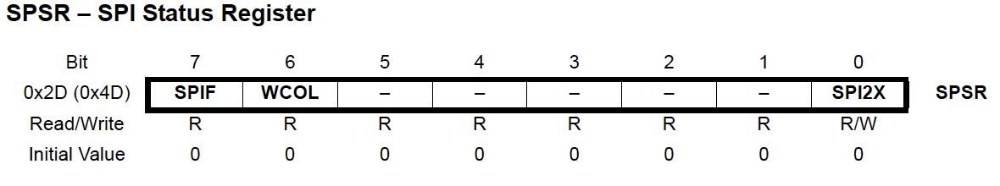 SPSR – SPI Status Register
Bit 7 6 5 4 3 2 1 0
0x2D (0x4D) SPIF WCOL – – – – – SPI2X SPSR
Read/Write R R R R R R R R/W
Initial Value 0 0 0 0 0 0 0 0